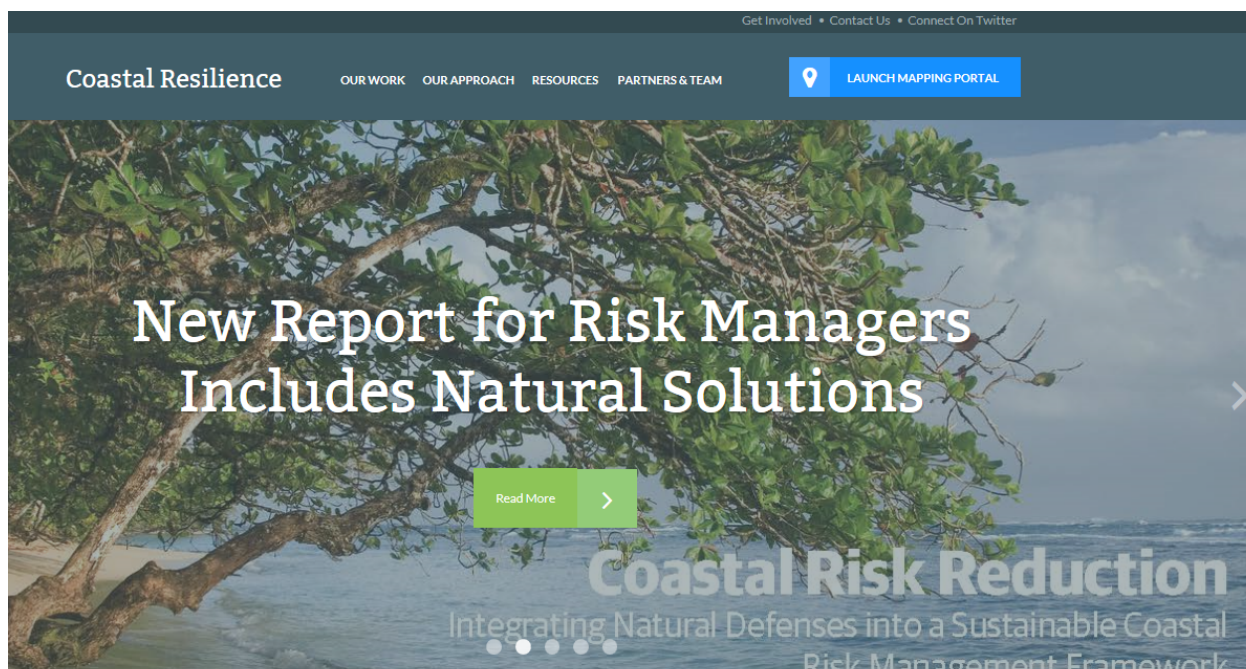 Get Involved • Contact Us • Connect On Twitter
Coastal Resilience OUR WORK OUR APPROACH RESOURCES PARTNERS & TEAM LAUNCH MAPPING PORTAL
New Report for Risk Managers
Includes Natural Solutions
Read More
Coastal Risk Reduction
Integrating Natural Defenses into a Sustainable Coastal
Risk Management Framework